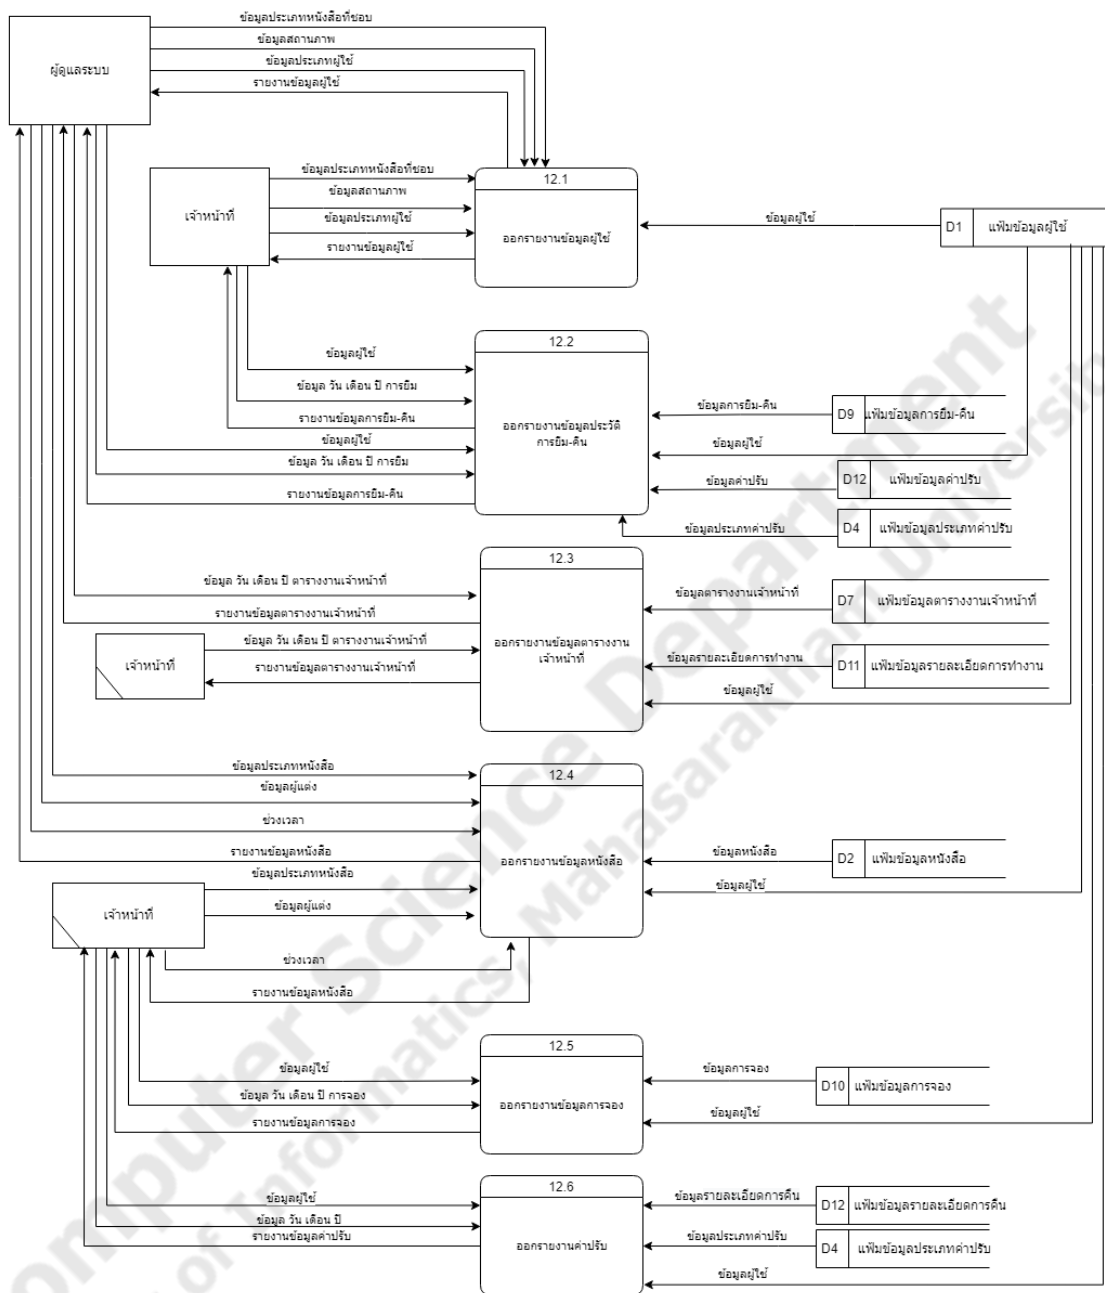 ข้อมูลประเภทหนังสือที่ชอบ
ข้อมูลสถานภาพ
ข้อมูลประเภทผู้ใช้
รายงานข้อมูลผู้ใช้
ผู้ดูแลระบบ
ข้อมูลประเภทหนังสือที่ชอบ
ข้อมูลสถานภาพ
ข้อมูลประเภทผู้ใช้
รายงานข้อมูลผู้ใช้
เจ้าหน้าที่
12.1
ออกรายงานข้อมูลผู้ใช้
ข้อมูลผู้ใช้
D1 แฟ้มข้อมูลผู้ใช้
12.2
ออกรายงานข้อมูลประวัติ
การยืม-คืน
ข้อมูลผู้ใช้
ข้อมูล วัน เดือน ปี การยืม
รายงานข้อมูลการยืม-คืน
ข้อมูลผู้ใช้
ข้อมูล วัน เดือน ปี การยืม
รายงานข้อมูลการยืม-คืน
ข้อมูลการยืม-คืน
D9 แฟ้มข้อมูลการยืม-คืน
ข้อมูลผู้ใช้
ข้อมูลค่าปรับ
D12 แฟ้มข้อมูลค่าปรับ
ข้อมูลประเภทค่าปรับ
D4 แฟ้มข้อมูลประเภทค่าปรับ
12.3
ออกรายงานข้อมูลตารางงาน
เจ้าหน้าที่
ข้อมูล วัน เดือน ปี ตารางงานเจ้าหน้าที่
รายงานข้อมูลตารางงานเจ้าหน้าที่
ข้อมูล วัน เดือน ปี ตารางงานเจ้าหน้าที่
รายงานข้อมูลตารางงานเจ้าหน้าที่
เจ้าหน้าที่
ข้อมูลตารางงานเจ้าหน้าที่
D7 แฟ้มข้อมูลตารางงานเจ้าหน้าที่
ข้อมูลรายละเอียดการทำงาน
D11 แฟ้มข้อมูลรายละเอียดการทำงาน
ข้อมูลผู้ใช้
12.4
ออกรายงานข้อมูลหนังสือ
ข้อมูลประเภทหนังสือ
ข้อมูลผู้แต่ง
ช่วงเวลา
รายงานข้อมูลหนังสือ
ข้อมูลประเภทหนังสือ
ข้อมูลผู้แต่ง
ช่วงเวลา
รายงานข้อมูลหนังสือ
เจ้าหน้าที่
ข้อมูลหนังสือ
D2 แฟ้มข้อมูลหนังสือ
ข้อมูลผู้ใช้
12.5
ออกรายงานข้อมูลการจอง
ข้อมูลผู้ใช้
ข้อมูล วัน เดือน ปี การจอง
รายงานข้อมูลการจอง
ข้อมูลการจอง
D10 แฟ้มข้อมูลการจอง
ข้อมูลผู้ใช้
12.6
ออกรายงานค่าปรับ
ข้อมูลผู้ใช้
ข้อมูล วัน เดือน ปี
รายงานข้อมูลค่าปรับ
ข้อมูลรายละเอียดการคืน
D12 แฟ้มข้อมูลรายละเอียดการคืน
ข้อมูลประเภทค่าปรับ
D4 แฟ้มข้อมูลประเภทค่าปรับ
ข้อมูลผู้ใช้
omputer Science Department
of Informatics, Mahasarakham Universit